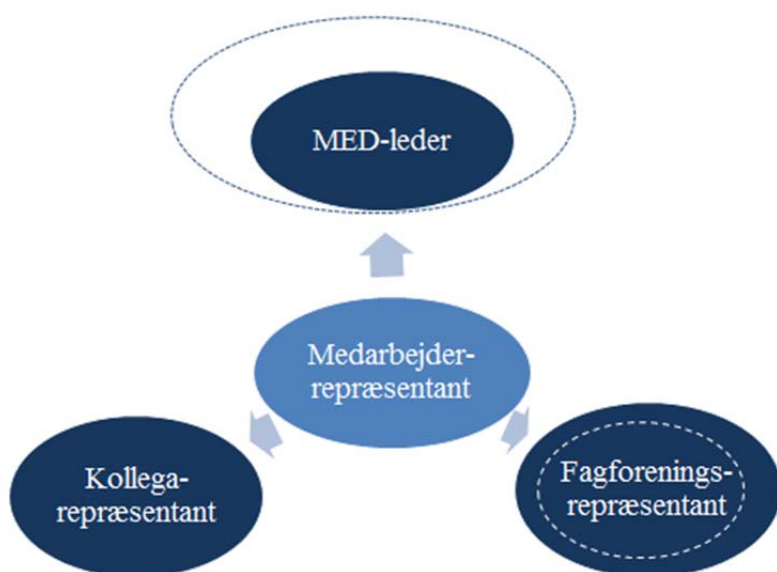 MED-leder
Medarbejder-
repræsentant
Kollega-
repræsentant
Fagforenings-
repræsentant